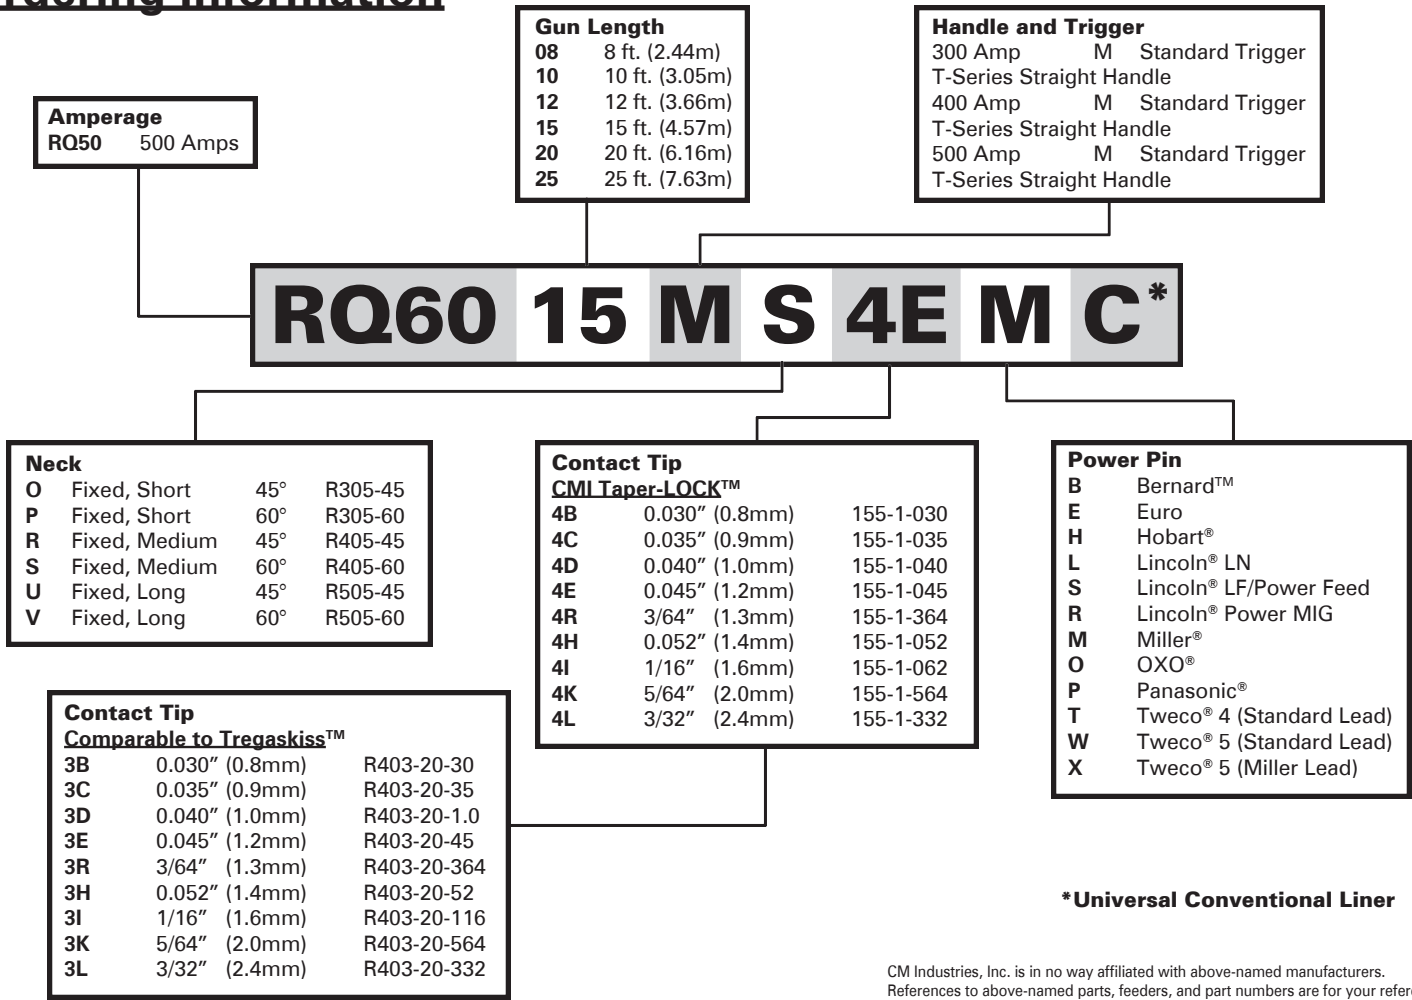 Ordering Information
Amperage
RQ50 500 Amps
Gun Length
08 8 ft. (2.44m)
10 10 ft. (3.05m)
12 12 ft. (3.66m)
15 15 ft. (4.57m)
20 20 ft. (6.16m)
25 25 ft. (7.63m)
Handle and Trigger
300 Amp M Standard Trigger
T-Series Straight Handle
400 Amp M Standard Trigger
T-Series Straight Handle
500 Amp M Standard Trigger
T-Series Straight Handle
RQ60 15 M S 4E M C*
Neck
O Fixed, Short 45° R305-45
P Fixed, Short 60° R305-60
R Fixed, Medium 45° R405-45
S Fixed, Medium 60° R405-60
U Fixed, Long 45° R505-45
V Fixed, Long 60° R505-60
Contact Tip
CMI Taper-LOCK™
4B 0.030″ (0.8mm) 155-1-030
4C 0.035″ (0.9mm) 155-1-035
4D 0.040″ (1.0mm) 155-1-040
4E 0.045″ (1.2mm) 155-1-045
4R 3/64″ (1.3mm) 155-1-364
4H 0.052″ (1.4mm) 155-1-052
4I 1/16″ (1.6mm) 155-1-062
4K 5/64″ (2.0mm) 155-1-564
4L 3/32″ (2.4mm) 155-1-332
Power Pin
B Bernard™
E Euro
H Hobart®
L Lincoln® LN
S Lincoln® LF/Power Feed
R Lincoln® Power MIG
M Miller®
O OXO®
P Panasonic®
T Tweco® 4 (Standard Lead)
W Tweco® 5 (Standard Lead)
X Tweco® 5 (Miller Lead)
Contact Tip
Comparable to Tregaskiss™
3B 0.030″ (0.8mm) R403-20-30
3C 0.035″ (0.9mm) R403-20-35
3D 0.040″ (1.0mm) R403-20-1.0
3E 0.045″ (1.2mm) R403-20-45
3R 3/64″ (1.3mm) R403-20-364
3H 0.052″ (1.4mm) R403-20-52
3I 1/16″ (1.6mm) R403-20-116
3K 5/64″ (2.0mm) R403-20-564
3L 3/32″ (2.4mm) R403-20-332
*Universal Conventional Liner
CM Industries, Inc. is in no way affiliated with above-named manufacturers.
References to above-named parts, feeders, and part numbers are for your